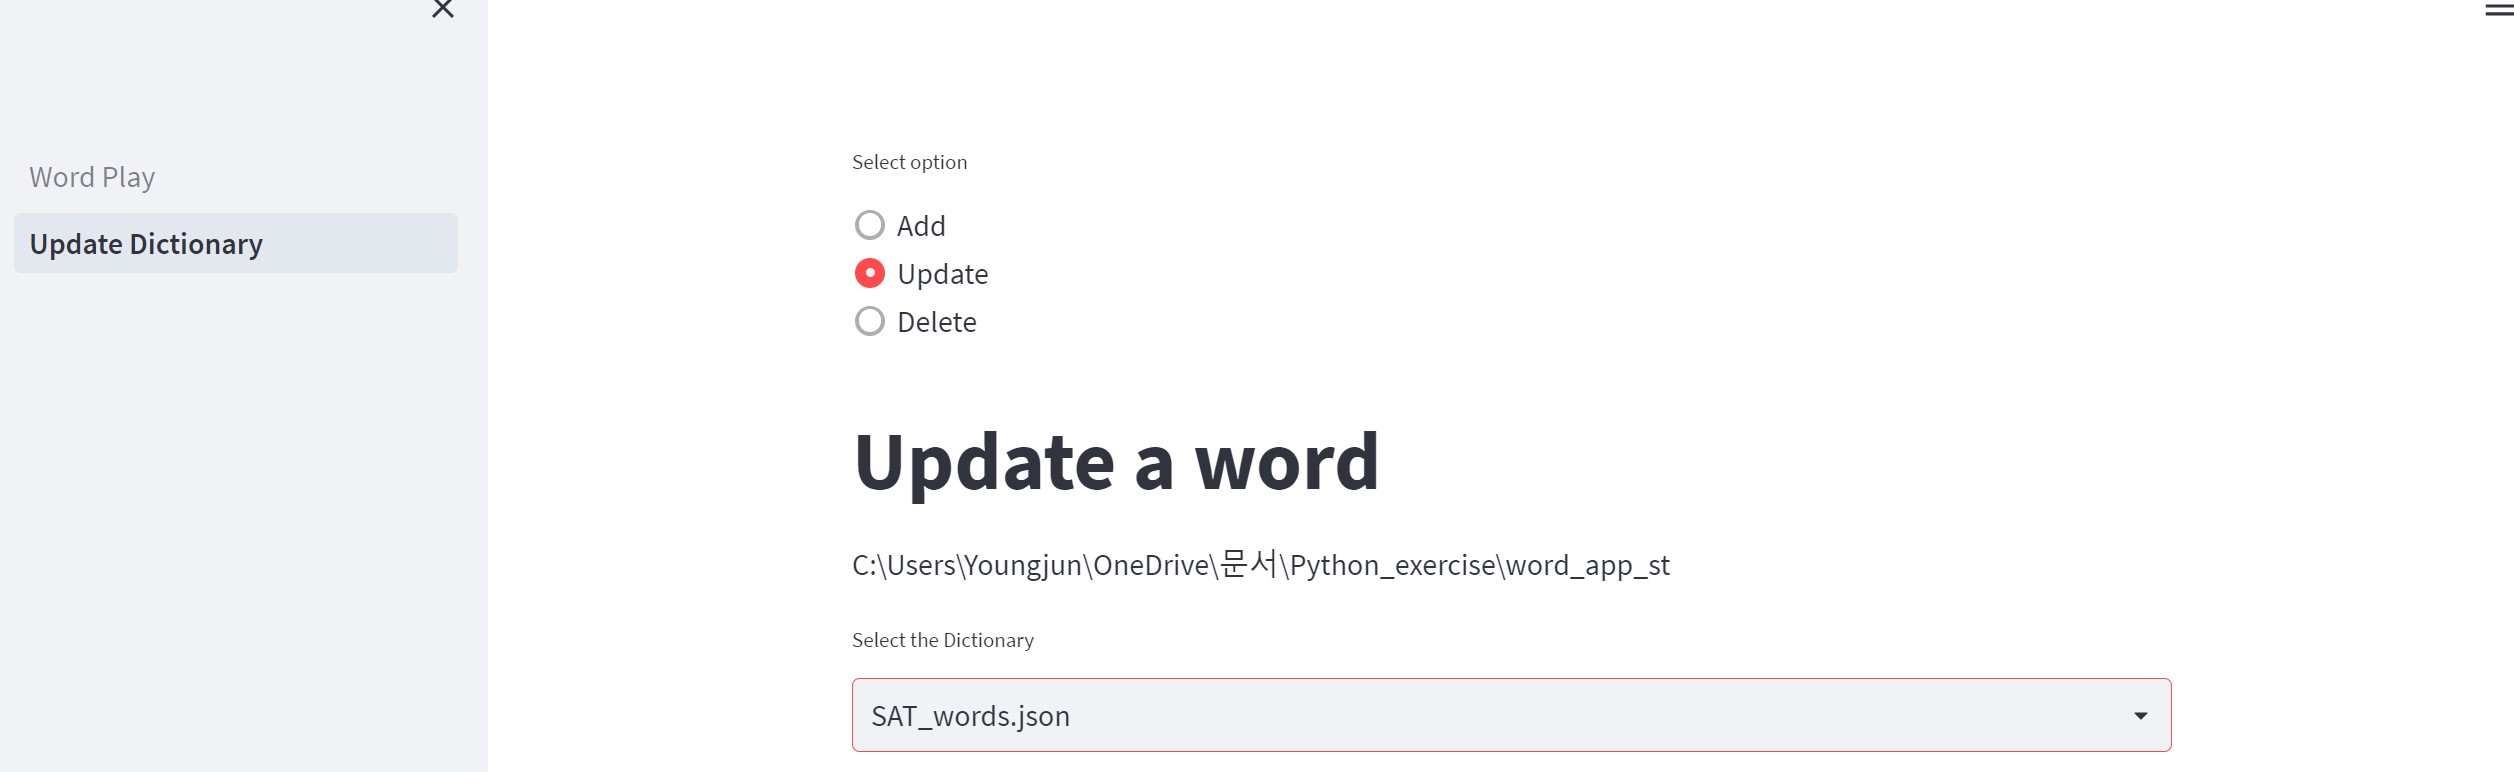 Word Play
Update Dictionary
Select option
Add
Update
Delete
Update a word
C:\Users\Youngjun\OneDrive\문서\Python_exercise\word_app_st
Select the Dictionary
SAT_words.json